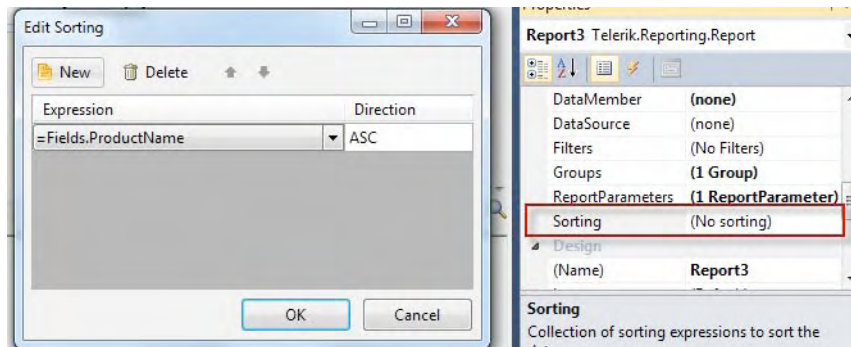 Edit Sorting
New Delete
Expression Direction
=Fields.ProductName ASC
OK Cancel
Properties
Report3 Telerik.Reporting.Report
DataMember (none)
DataSource (none)
Filters (No Filters)
Groups (1 Group)
ReportParameters (1 ReportParameter)
Sorting (No sorting)
Design
(Name) Report3
Sorting
Collection of sorting expressions to sort the